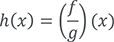 h(x) = (f/g)(x)